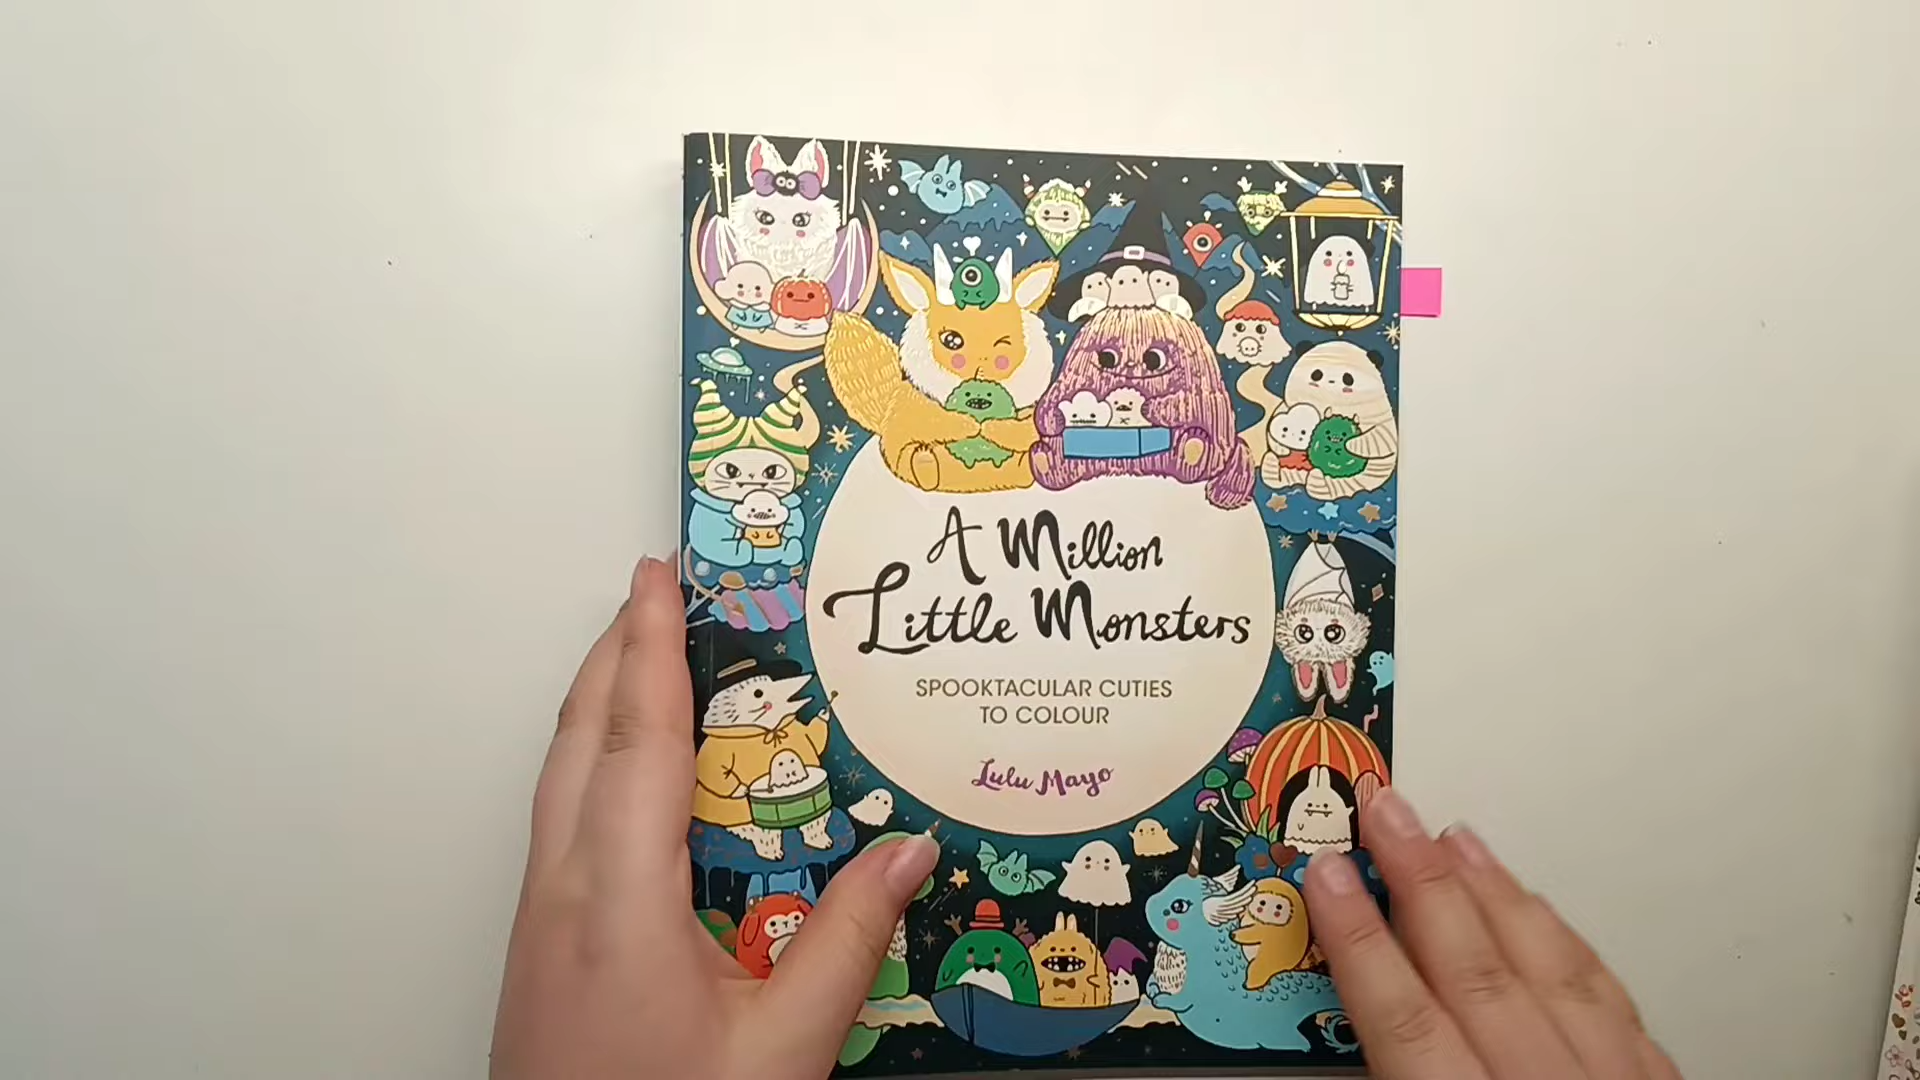 A Million
Little Monsters
SPOOKTACULAR CUTIES
TO COLOUR
Lulu Mayo